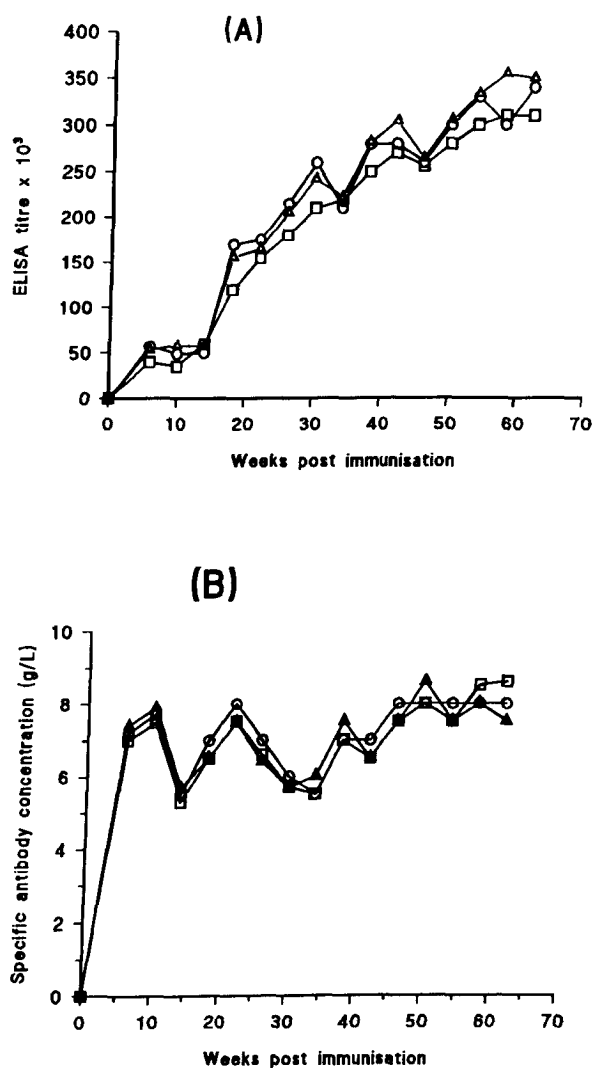 (A)
400
350
300
250
200
150
100
50
0
ELISA titre x 10³
0 10 20 30 40 50 60 70
Weeks post immunisation
(B)
10
8
6
4
2
0
Specific antibody concentration (g/L)
0 10 20 30 40 50 60 70
Weeks post immunisation